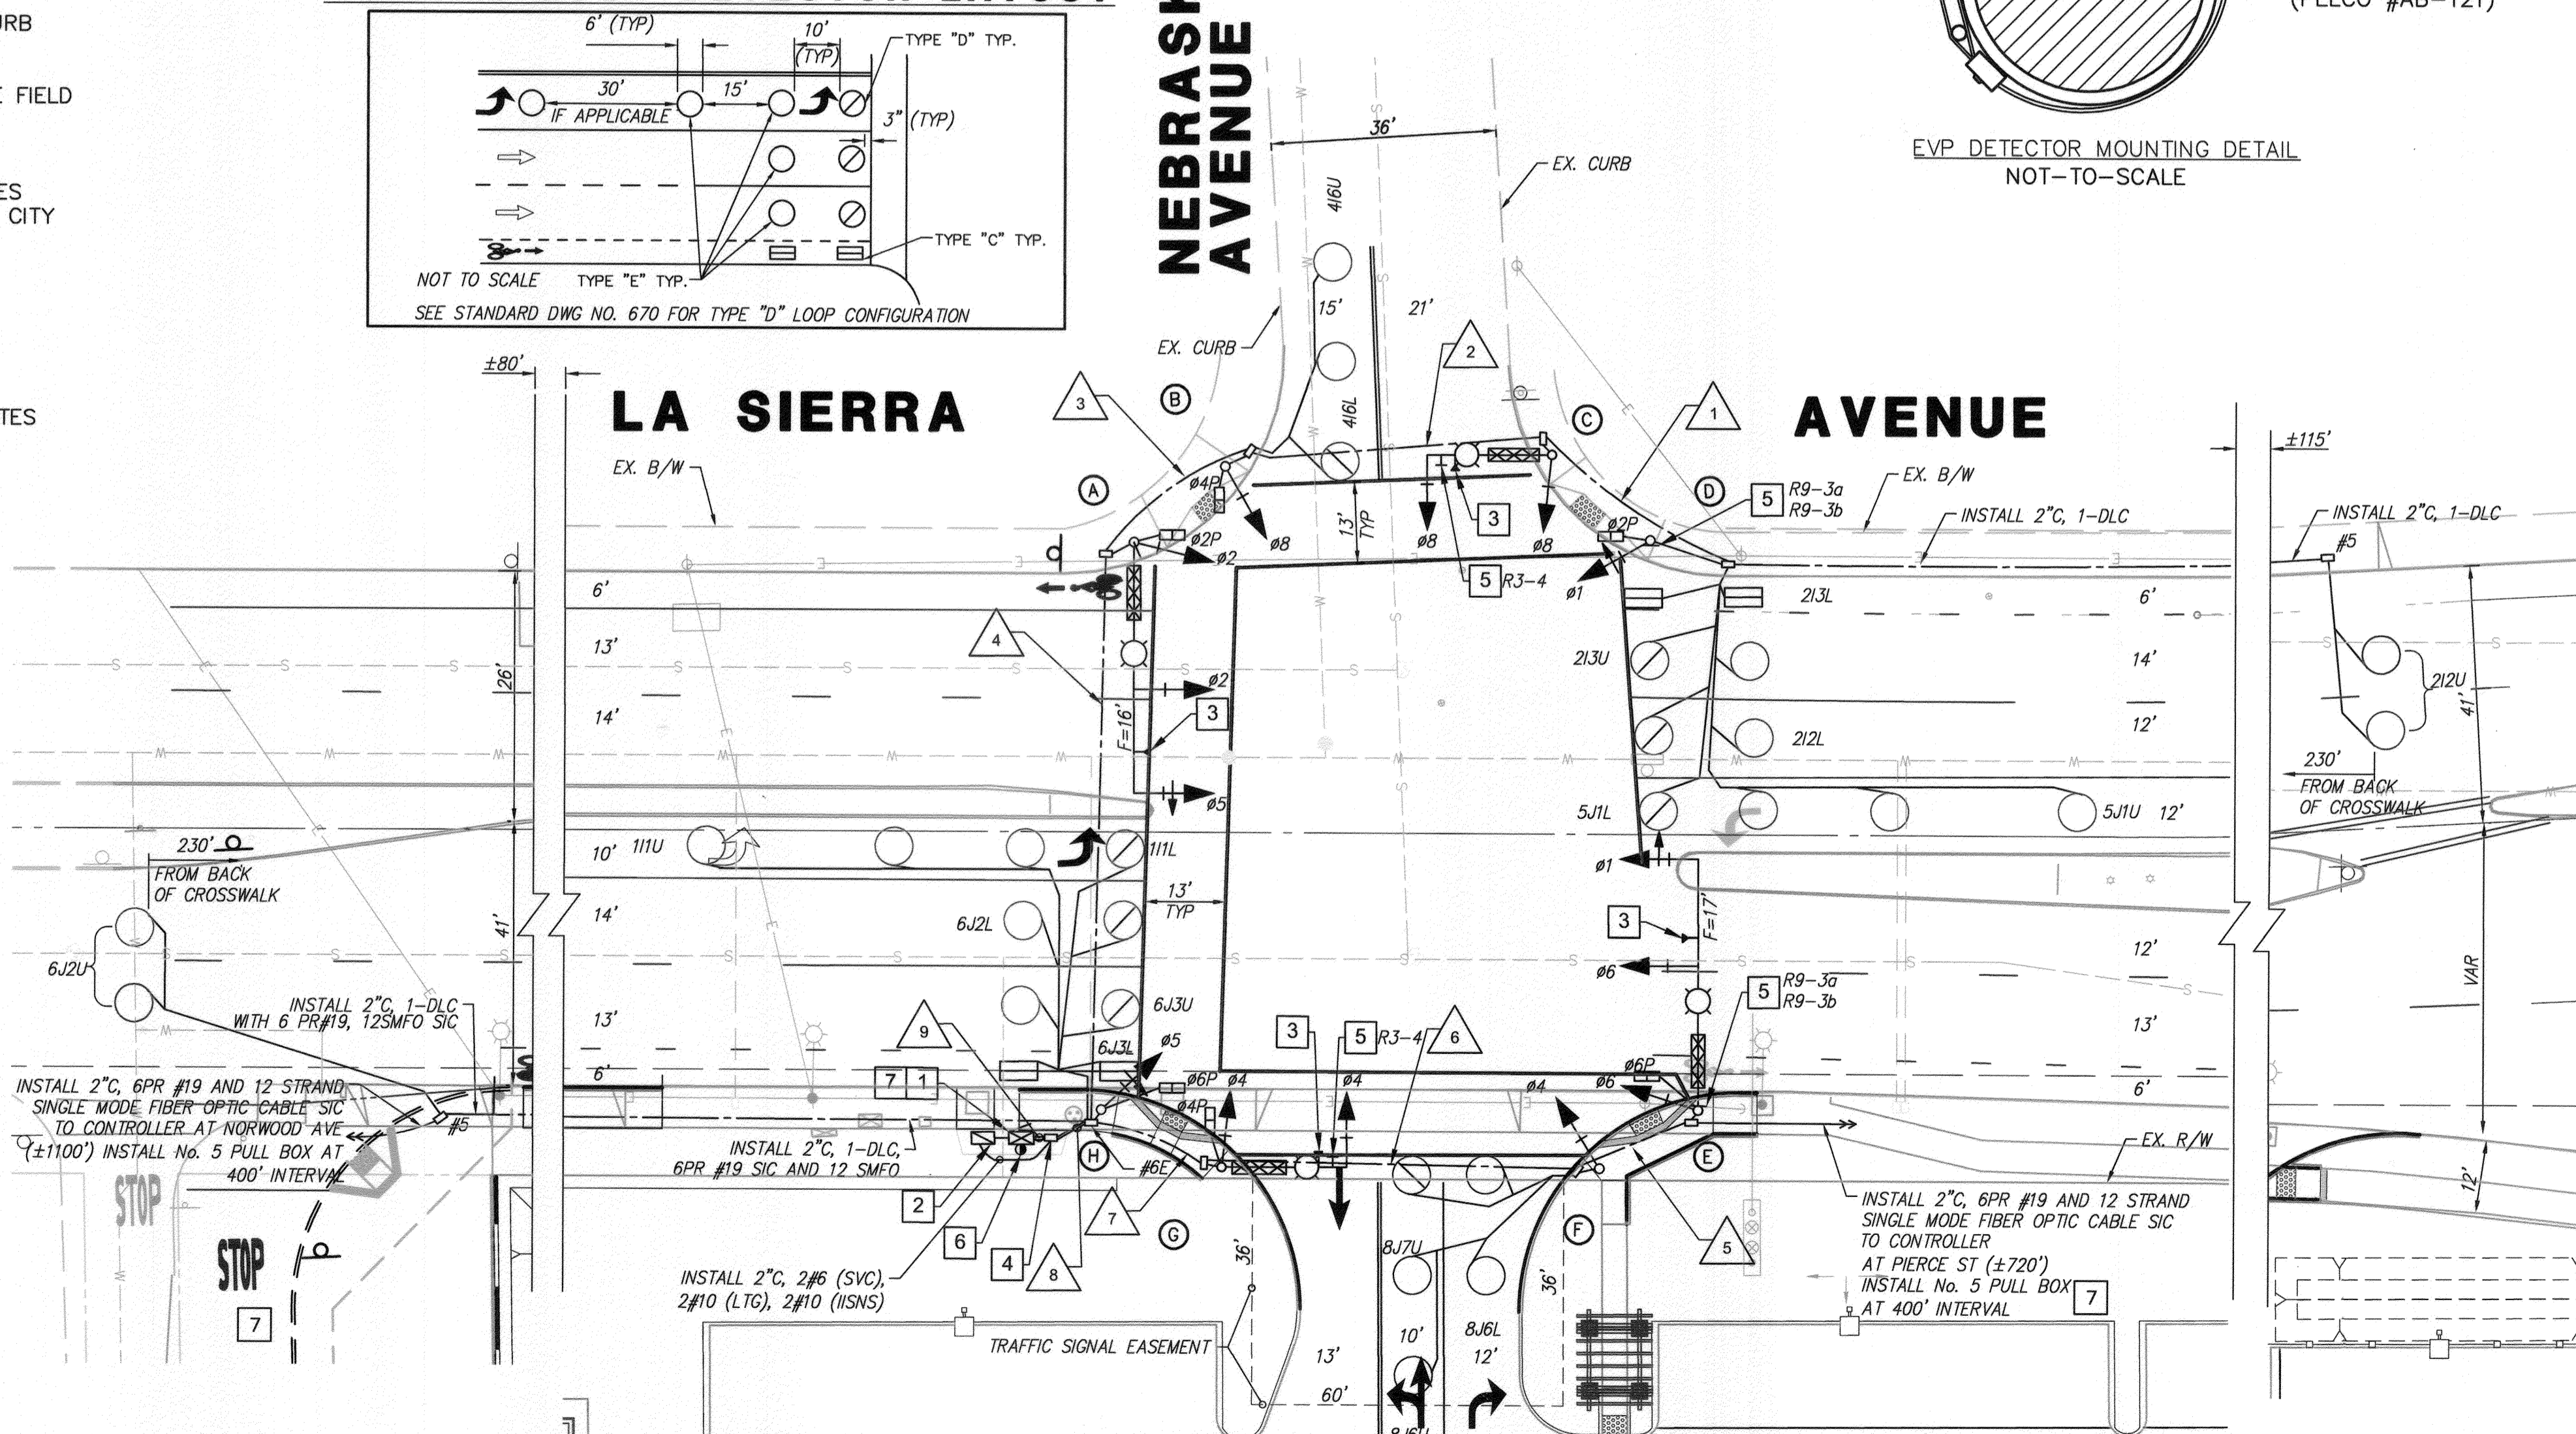 URB
E FIELD
ES
CITY
TES
6' (TYP)
10'
(TYP)
TYPE "D" TYP.
30'
15'
IF APPLICABLE
3" (TYP)
TYPE "C" TYP.
NOT TO SCALE
TYPE "E" TYP.
SEE STANDARD DWG NO. 670 FOR TYPE "D" LOOP CONFIGURATION
AVENUE
EVP DETECTOR MOUNTING DETAIL
NOT-TO-SCALE
36'
EX. CURB
416U
15'
21'
EX. CURB
416L
2
±80'
LA SIERRA
AVENUE
3
B
C
1
±115'
EX. B/W
EX. B/W
A
D
5
R9-3a
R9-3b
ø4P
3
13'
TYP
ø2P
ø2P
ø2
ø8
ø8
ø8
ø1
5
R3-4
INSTALL 2"C, 1-DLC
INSTALL 2"C, 1-DLC
#5
6'
213L
6'
4
13'
213U
14'
26'
ø2
212U
41'
14'
F=16'
3
212L
12'
ø5
230'
FROM BACK
OF CROSSWALK
5J1L
5J1U
12'
230'
FROM BACK
OF CROSSWALK
10'
111U
111L
ø1
13'
TYP
41'
14'
6J2L
3
F=17'
12'
6J2U
ø6
VAR
INSTALL 2"C, 1-DLC
WITH 6 PR#19, 12SMFO SIC
13'
6J3U
5
R9-3a
R9-3b
13'
9
3
5
R3-4
6
6J3L
ø5
6'
7
1
ø6P
ø4
ø4
ø4
ø6
ø6P
6'
INSTALL 2"C, 6PR #19 AND 12 STRAND
SINGLE MODE FIBER OPTIC CABLE SIC
TO CONTROLLER AT NORWOOD AVE
(±1100') INSTALL No. 5 PULL BOX AT
400' INTERVAL
#5
ø4P
INSTALL 2"C, 1-DLC,
6PR #19 SIC AND 12 SMFO
H
#6E
E
EX. R/W
12'
STOP
STOP
7
2
6
4
8
7
G
F
5
INSTALL 2"C, 2#6 (SVC),
2#10 (LTG), 2#10 (IISNS)
36'
8J7U
36'
INSTALL 2"C, 6PR #19 AND 12 STRAND
SINGLE MODE FIBER OPTIC CABLE SIC
TO CONTROLLER
AT PIERCE ST (±720')
INSTALL No. 5 PULL BOX
AT 400' INTERVAL
7
TRAFFIC SIGNAL EASEMENT
10'
8J6L
13'
12'
60'